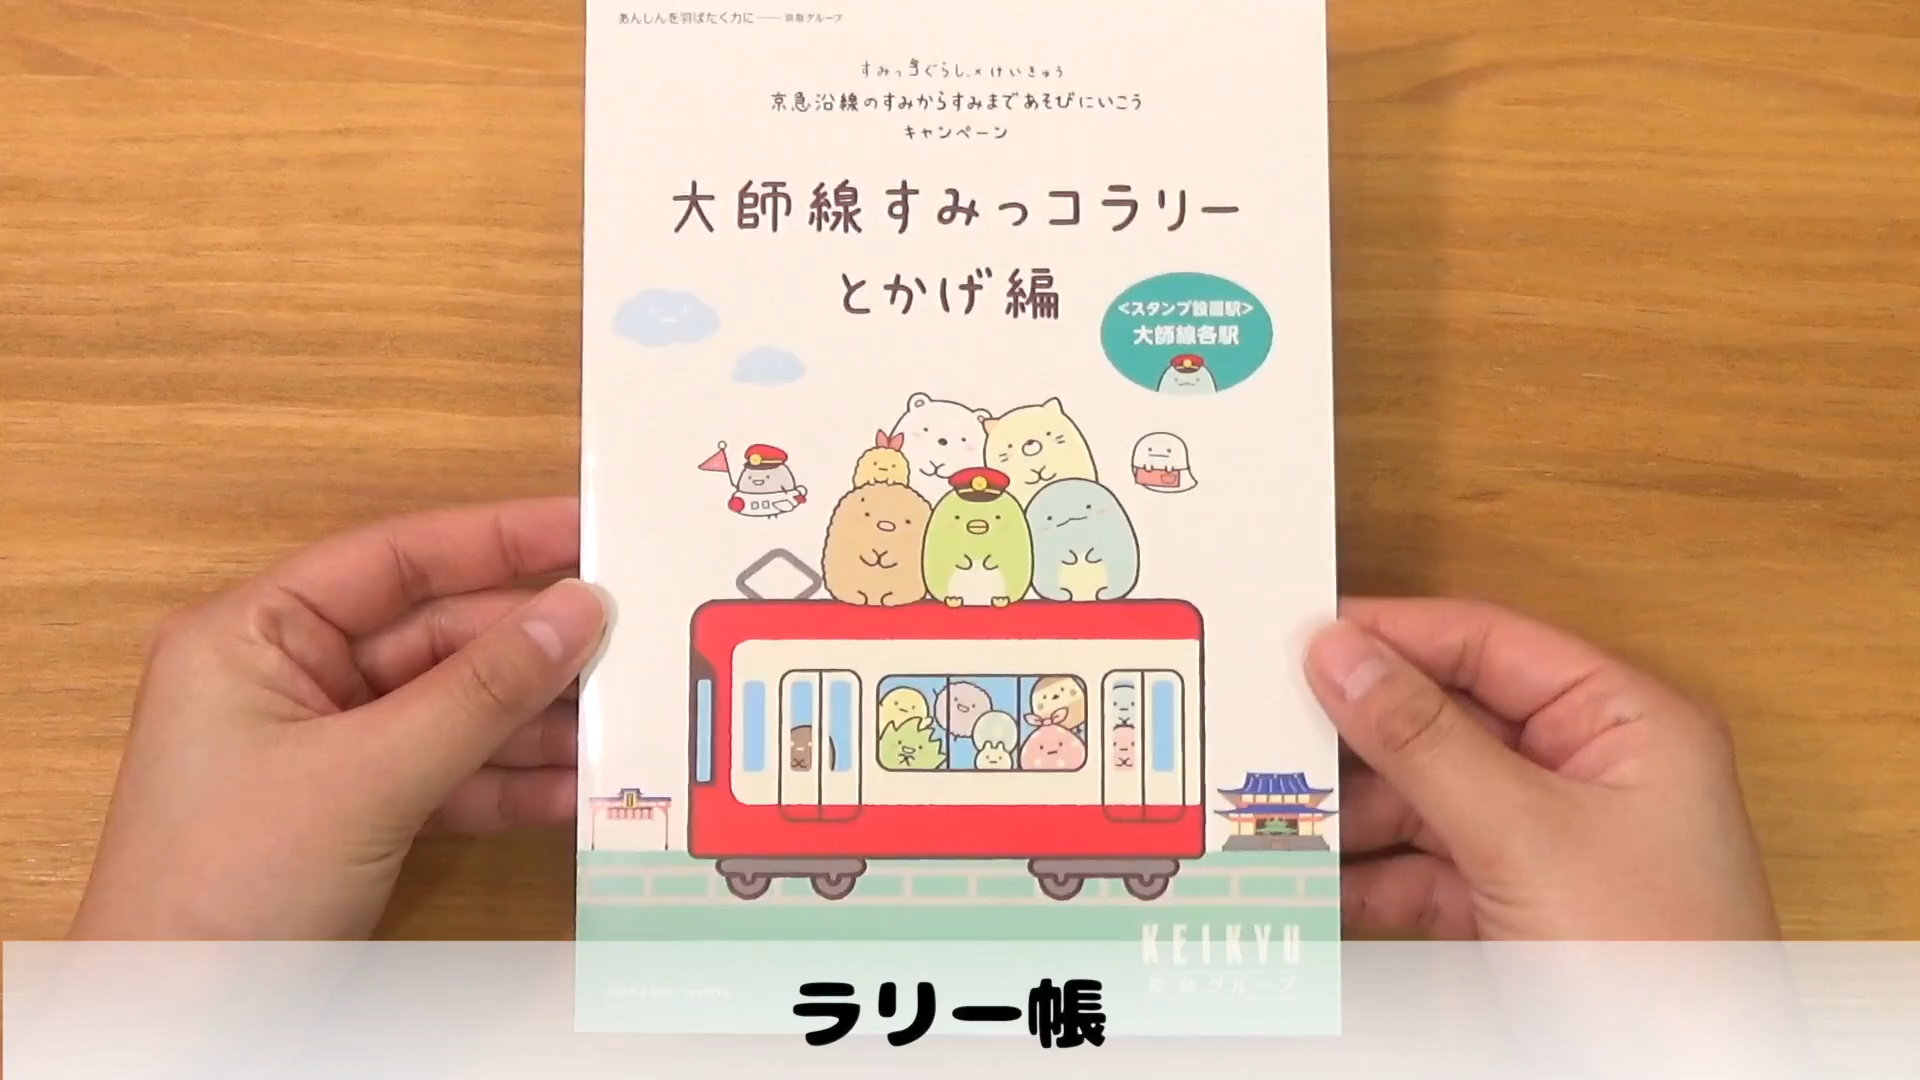 あんしんを羽ばたく力に── 京急グループ
すみっコぐらし × けいきゅう
京急沿線のすみからすみまであそびにいこう
キャンペーン
大師線すみっコラリー
とかげ編
<スタンプ設置駅>
大師線各駅
KEIKYU
京急グループ
ラリー帳